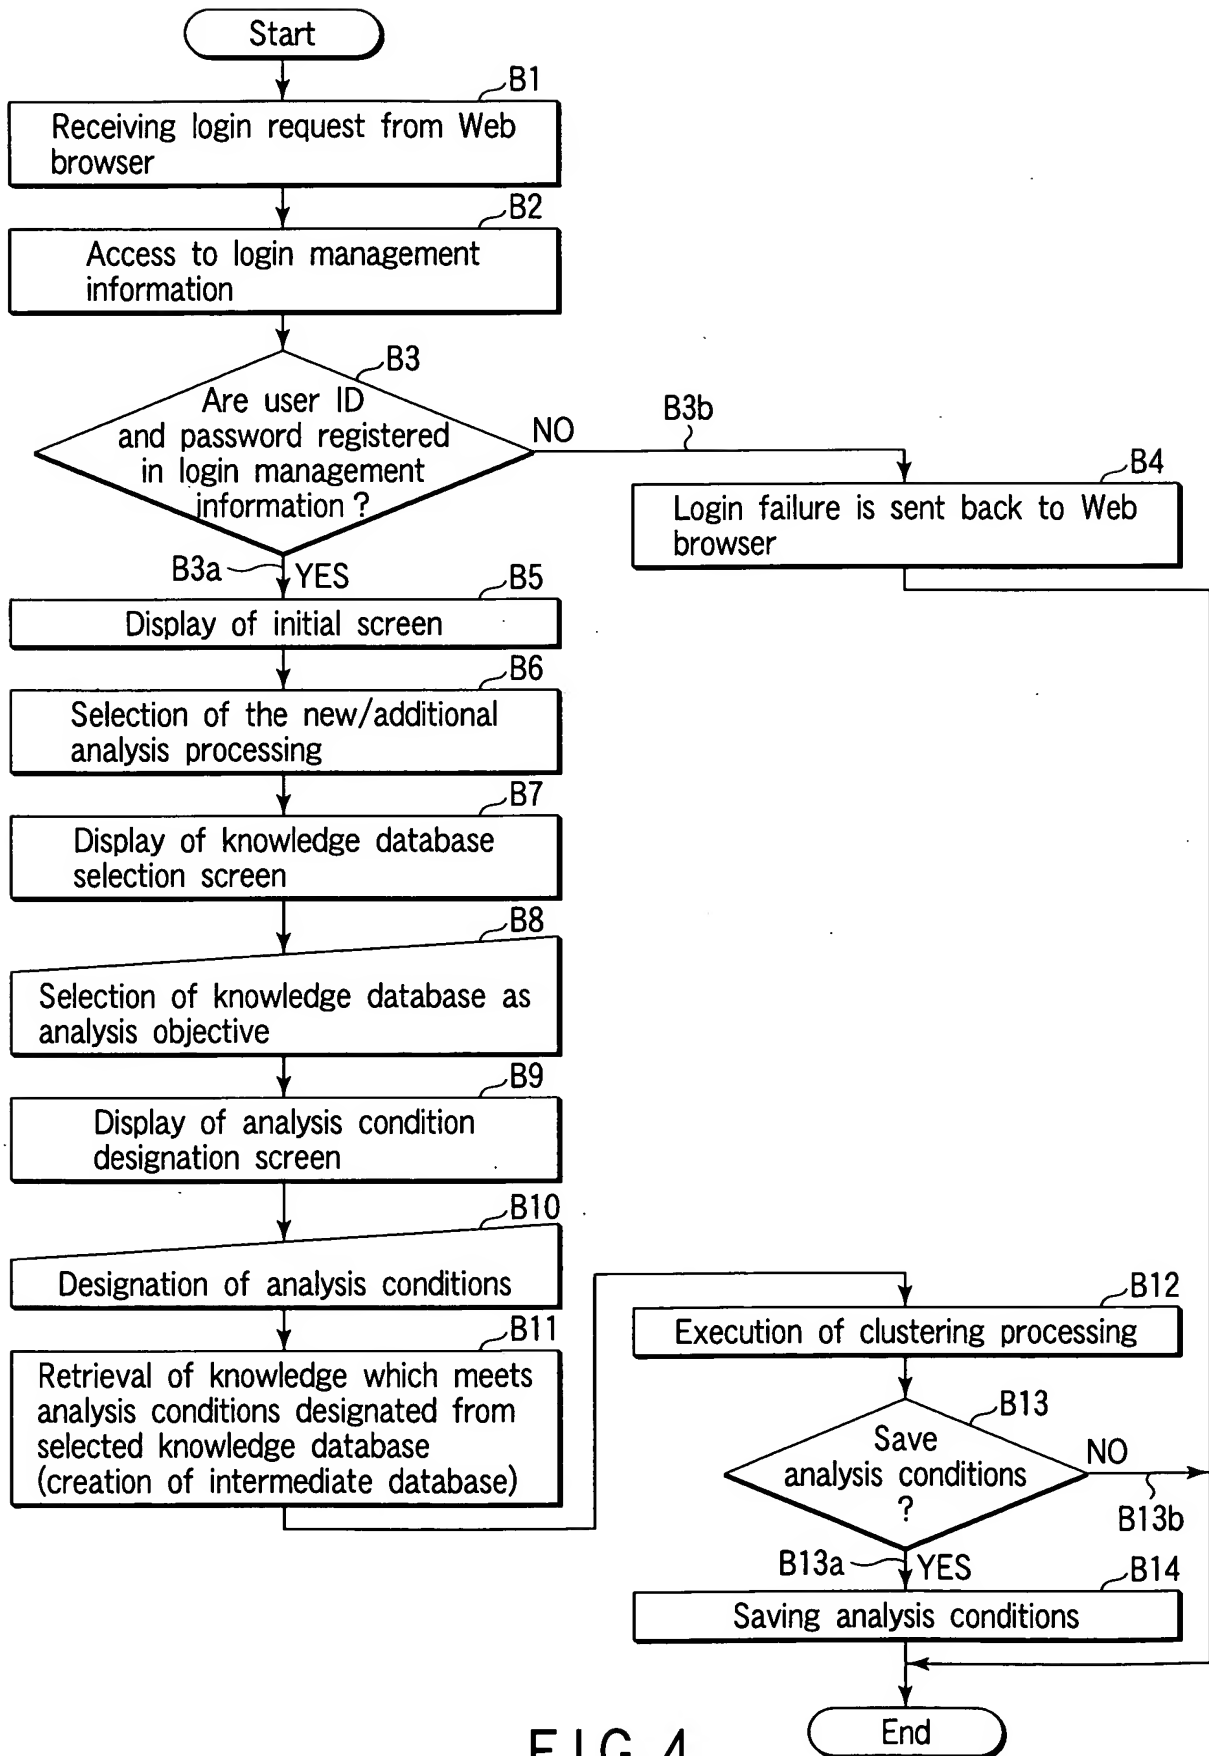 Start
B1
Receiving login request from Web
browser
B2
Access to login management
information
B3
Are user ID
and password registered
in login management
information ?
NO
B3b
B4
Login failure is sent back to Web
browser
B3a
YES
B5
Display of initial screen
B6
Selection of the new/additional
analysis processing
B7
Display of knowledge database
selection screen
B8
Selection of knowledge database as
analysis objective
B9
Display of analysis condition
designation screen
B10
Designation of analysis conditions
B11
Retrieval of knowledge which meets
analysis conditions designated from
selected knowledge database
(creation of intermediate database)
B12
Execution of clustering processing
B13
Save
analysis conditions
?
NO
B13b
B13a
YES
B14
Saving analysis conditions
End
FIG. 4